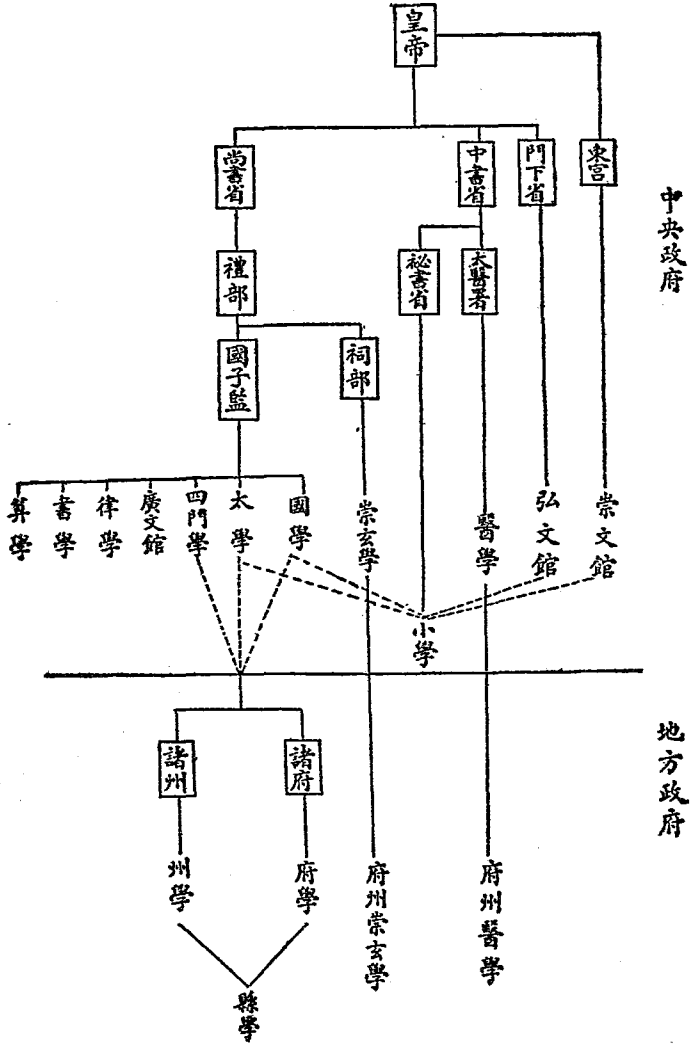 皇帝
尚書省
中書省
門下省
東宮
中央政府
禮部
祕書省
太醫署
國子監
祠部
算學
書學
律學
廣文館
四門學
太學
國學
崇玄學
醫學
弘文館
崇文館
小學
地方政府
諸州
諸府
州學
府學
府州崇玄學
府州醫學
縣學